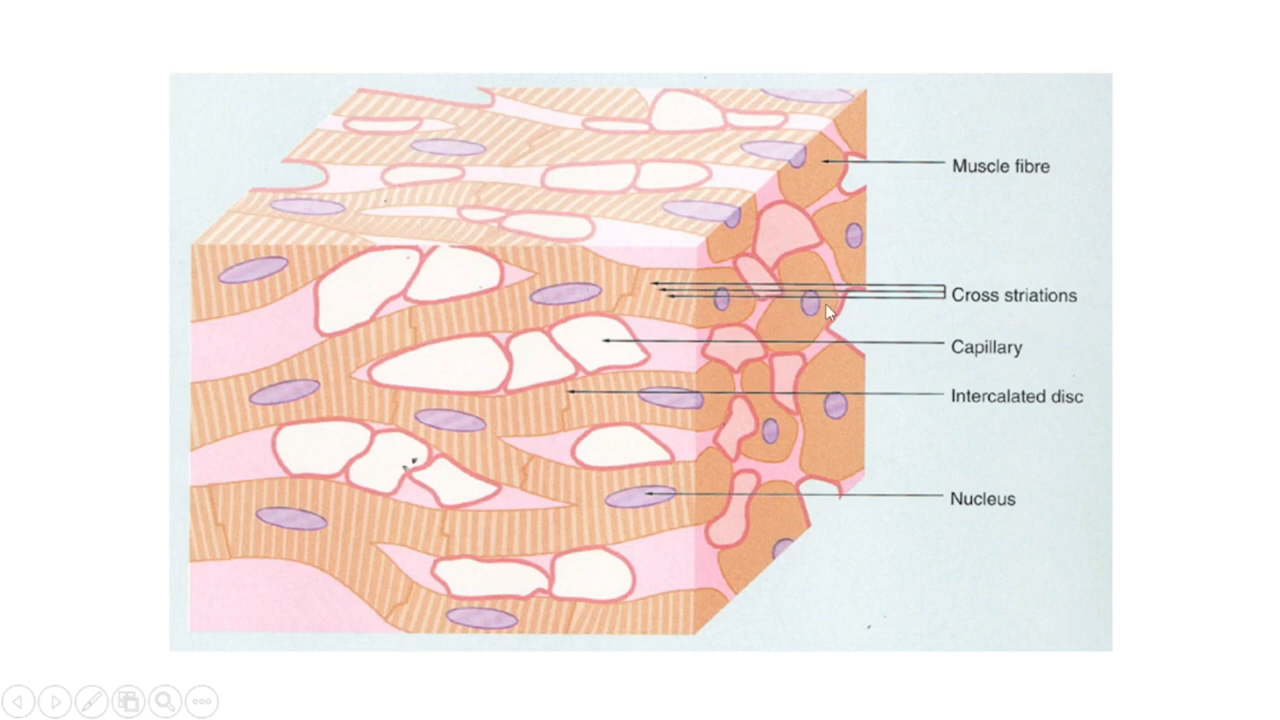 Muscle fibre
Cross striations
Capillary
Intercalated disc
Nucleus